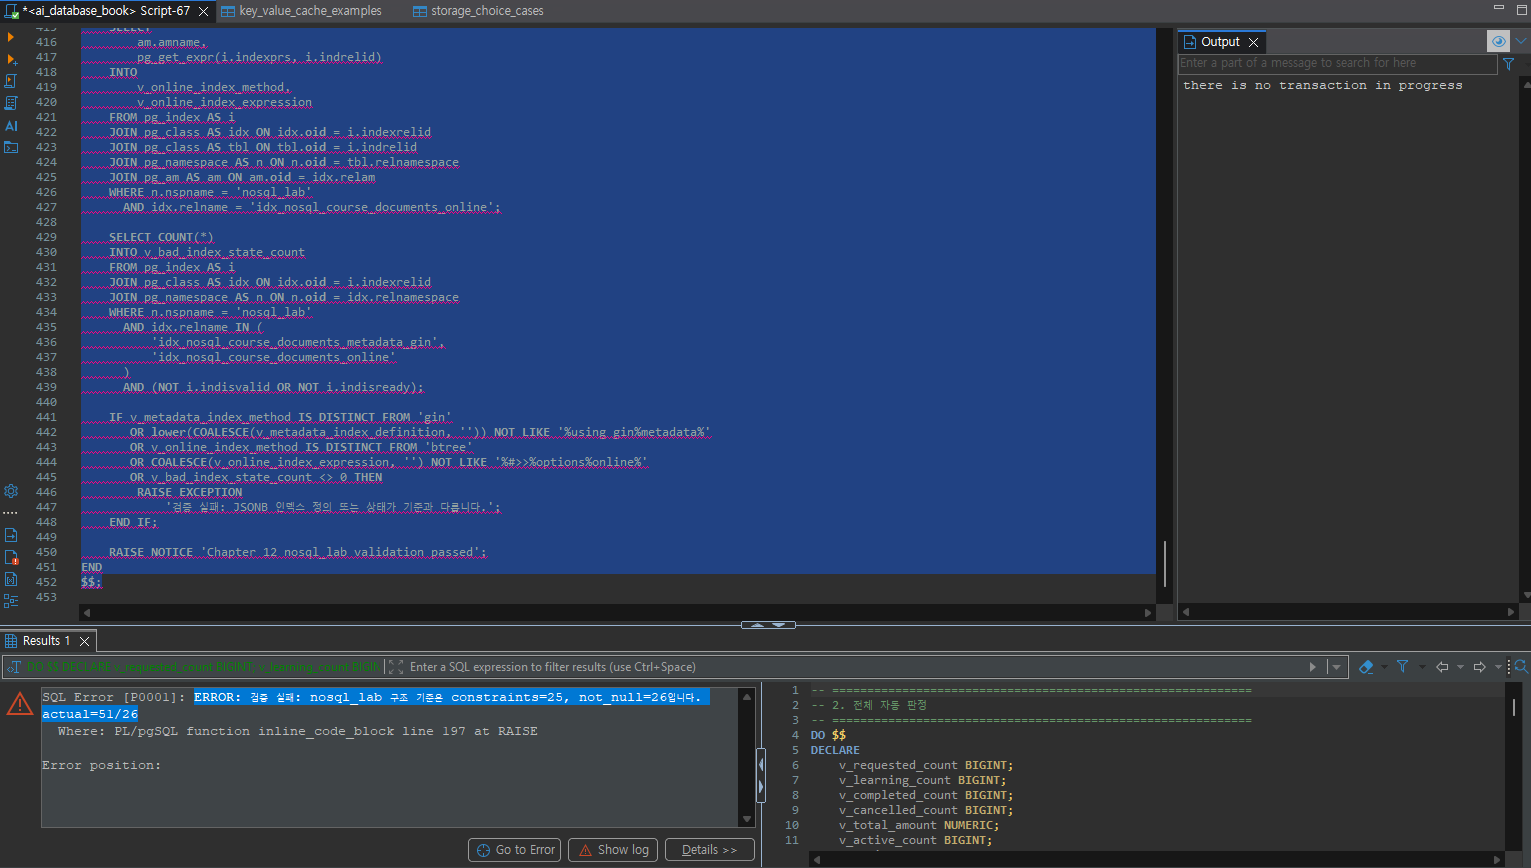 *<ai_database_book> Script-67
key_value_cache_examples
storage_choice_cases
416 am.amname,
417 pg_get_expr(i.indexprs, i.indrelid)
418 INTO
419 v_online_index_method,
420 v_online_index_expression
421 FROM pg_index AS i
422 JOIN pg_class AS idx ON idx.oid = i.indexrelid
423 JOIN pg_class AS tbl ON tbl.oid = i.indrelid
424 JOIN pg_namespace AS n ON n.oid = tbl.relnamespace
425 JOIN pg_am AS am ON am.oid = idx.relam
426 WHERE n.nspname = 'nosql_lab'
427 AND idx.relname = 'idx_nosql_course_documents_online';
428
429 SELECT COUNT(*)
430 INTO v_bad_index_state_count
431 FROM pg_index AS i
432 JOIN pg_class AS idx ON idx.oid = i.indexrelid
433 JOIN pg_namespace AS n ON n.oid = idx.relnamespace
434 WHERE n.nspname = 'nosql_lab'
435 AND idx.relname IN (
436 'idx_nosql_course_documents_metadata_gin',
437 'idx_nosql_course_documents_online'
438 )
439 AND (NOT i.indisvalid OR NOT i.indisready);
440
441 IF v_metadata_index_method IS DISTINCT FROM 'gin'
442 OR lower(COALESCE(v_metadata_index_definition, '')) NOT LIKE '%using gin%metadata%'
443 OR v_online_index_method IS DISTINCT FROM 'btree'
444 OR COALESCE(v_online_index_expression, '') NOT LIKE '%#>>%options%online%'
445 OR v_bad_index_state_count <> 0 THEN
446 RAISE EXCEPTION
447 '검증 실패: JSONB 인덱스 정의 또는 상태가 기준과 다릅니다.';
448 END IF;
449
450 RAISE NOTICE 'Chapter 12 nosql_lab validation passed';
451 END
452 $$;
453
Output
Enter a part of a message to search for here
there is no transaction in progress
AI
Results 1
DO $$ DECLARE v_requested_count BIGINT; v_learning_count BIGIN
Enter a SQL expression to filter results (use Ctrl+Space)
SQL Error [P0001]: ERROR: 검증 실패: nosql_lab 구조 기준은 constraints=25, not_null=26입니다.
actual=51/26
Where: PL/pgSQL function inline_code_block line 197 at RAISE
Error position:
Go to Error
Show log
Details >>
1 -- ============================================================
2 -- 2. 전체 자동 판정
3 -- ============================================================
4 DO $$
5 DECLARE
6 v_requested_count BIGINT;
7 v_learning_count BIGINT;
8 v_completed_count BIGINT;
9 v_cancelled_count BIGINT;
10 v_total_amount NUMERIC;
11 v_active_count BIGINT;